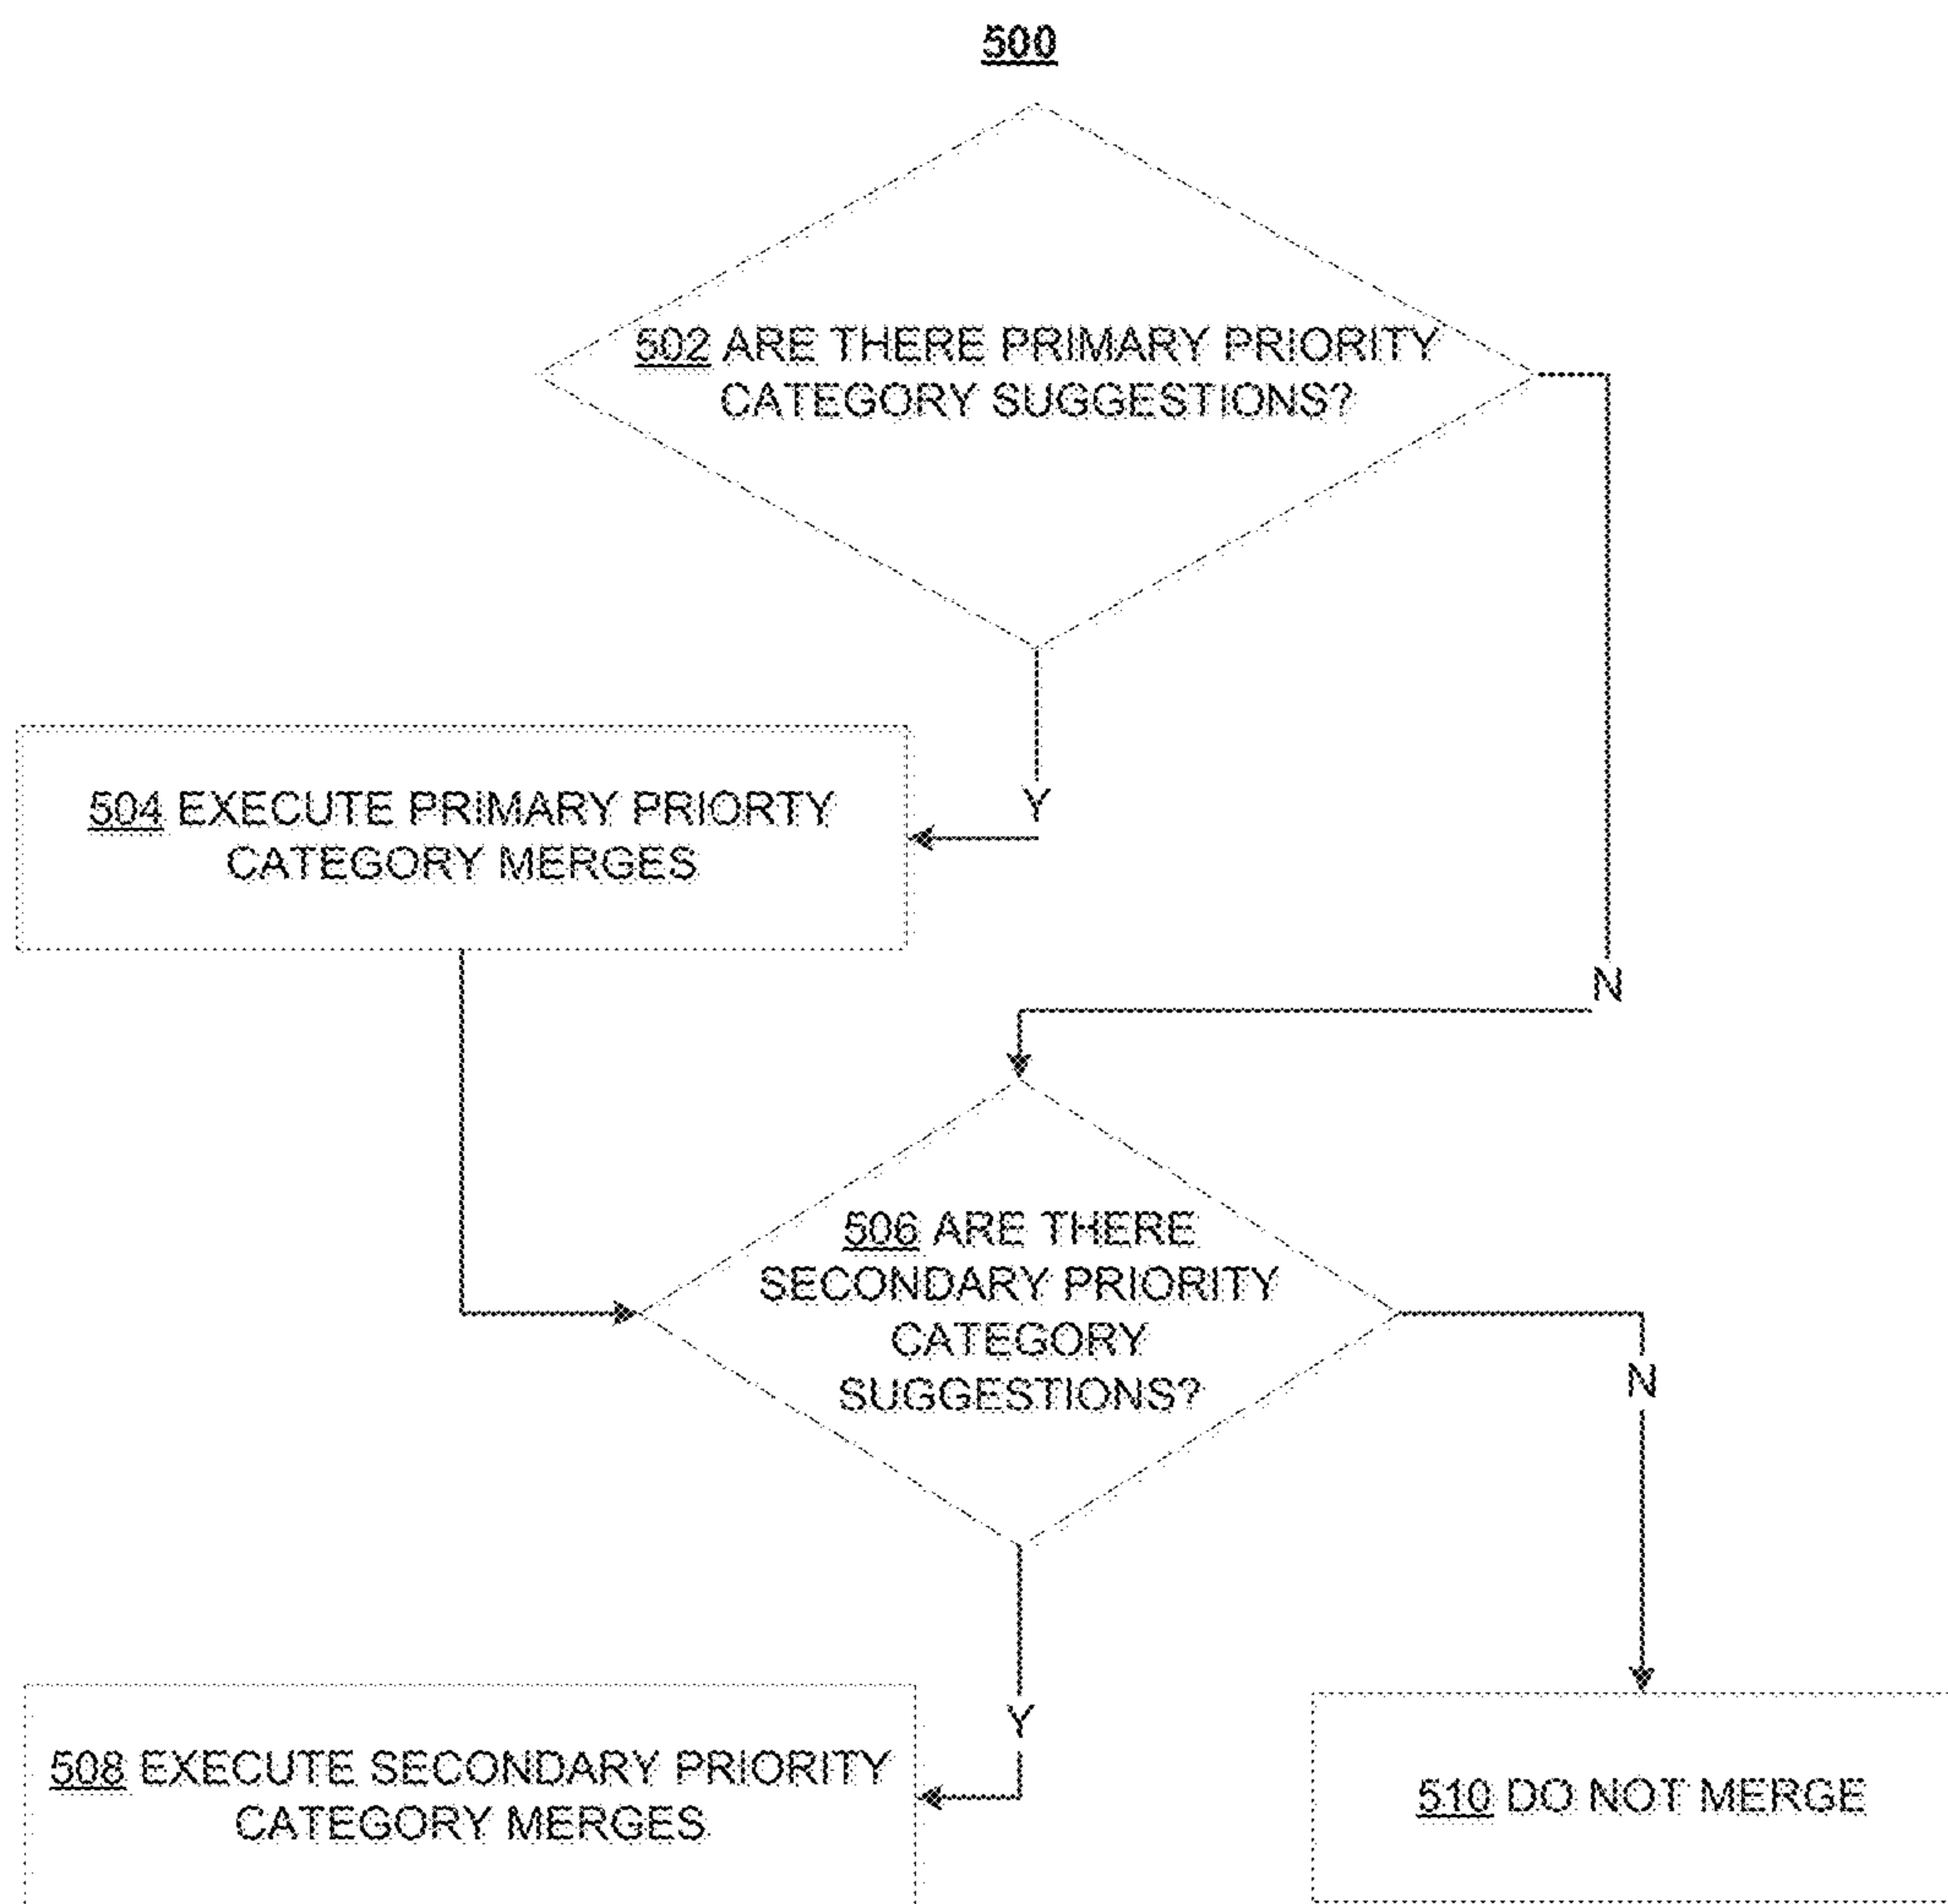 500
502 ARE THERE PRIMARY PRIORITY
CATEGORY SUGGESTIONS?
Y
504 EXECUTE PRIMARY PRIORTY
CATEGORY MERGES
N
506 ARE THERE
SECONDARY PRIORITY
CATEGORY
SUGGESTIONS?
N
Y
508 EXECUTE SECONDARY PRIORITY
CATEGORY MERGES
510 DO NOT MERGE